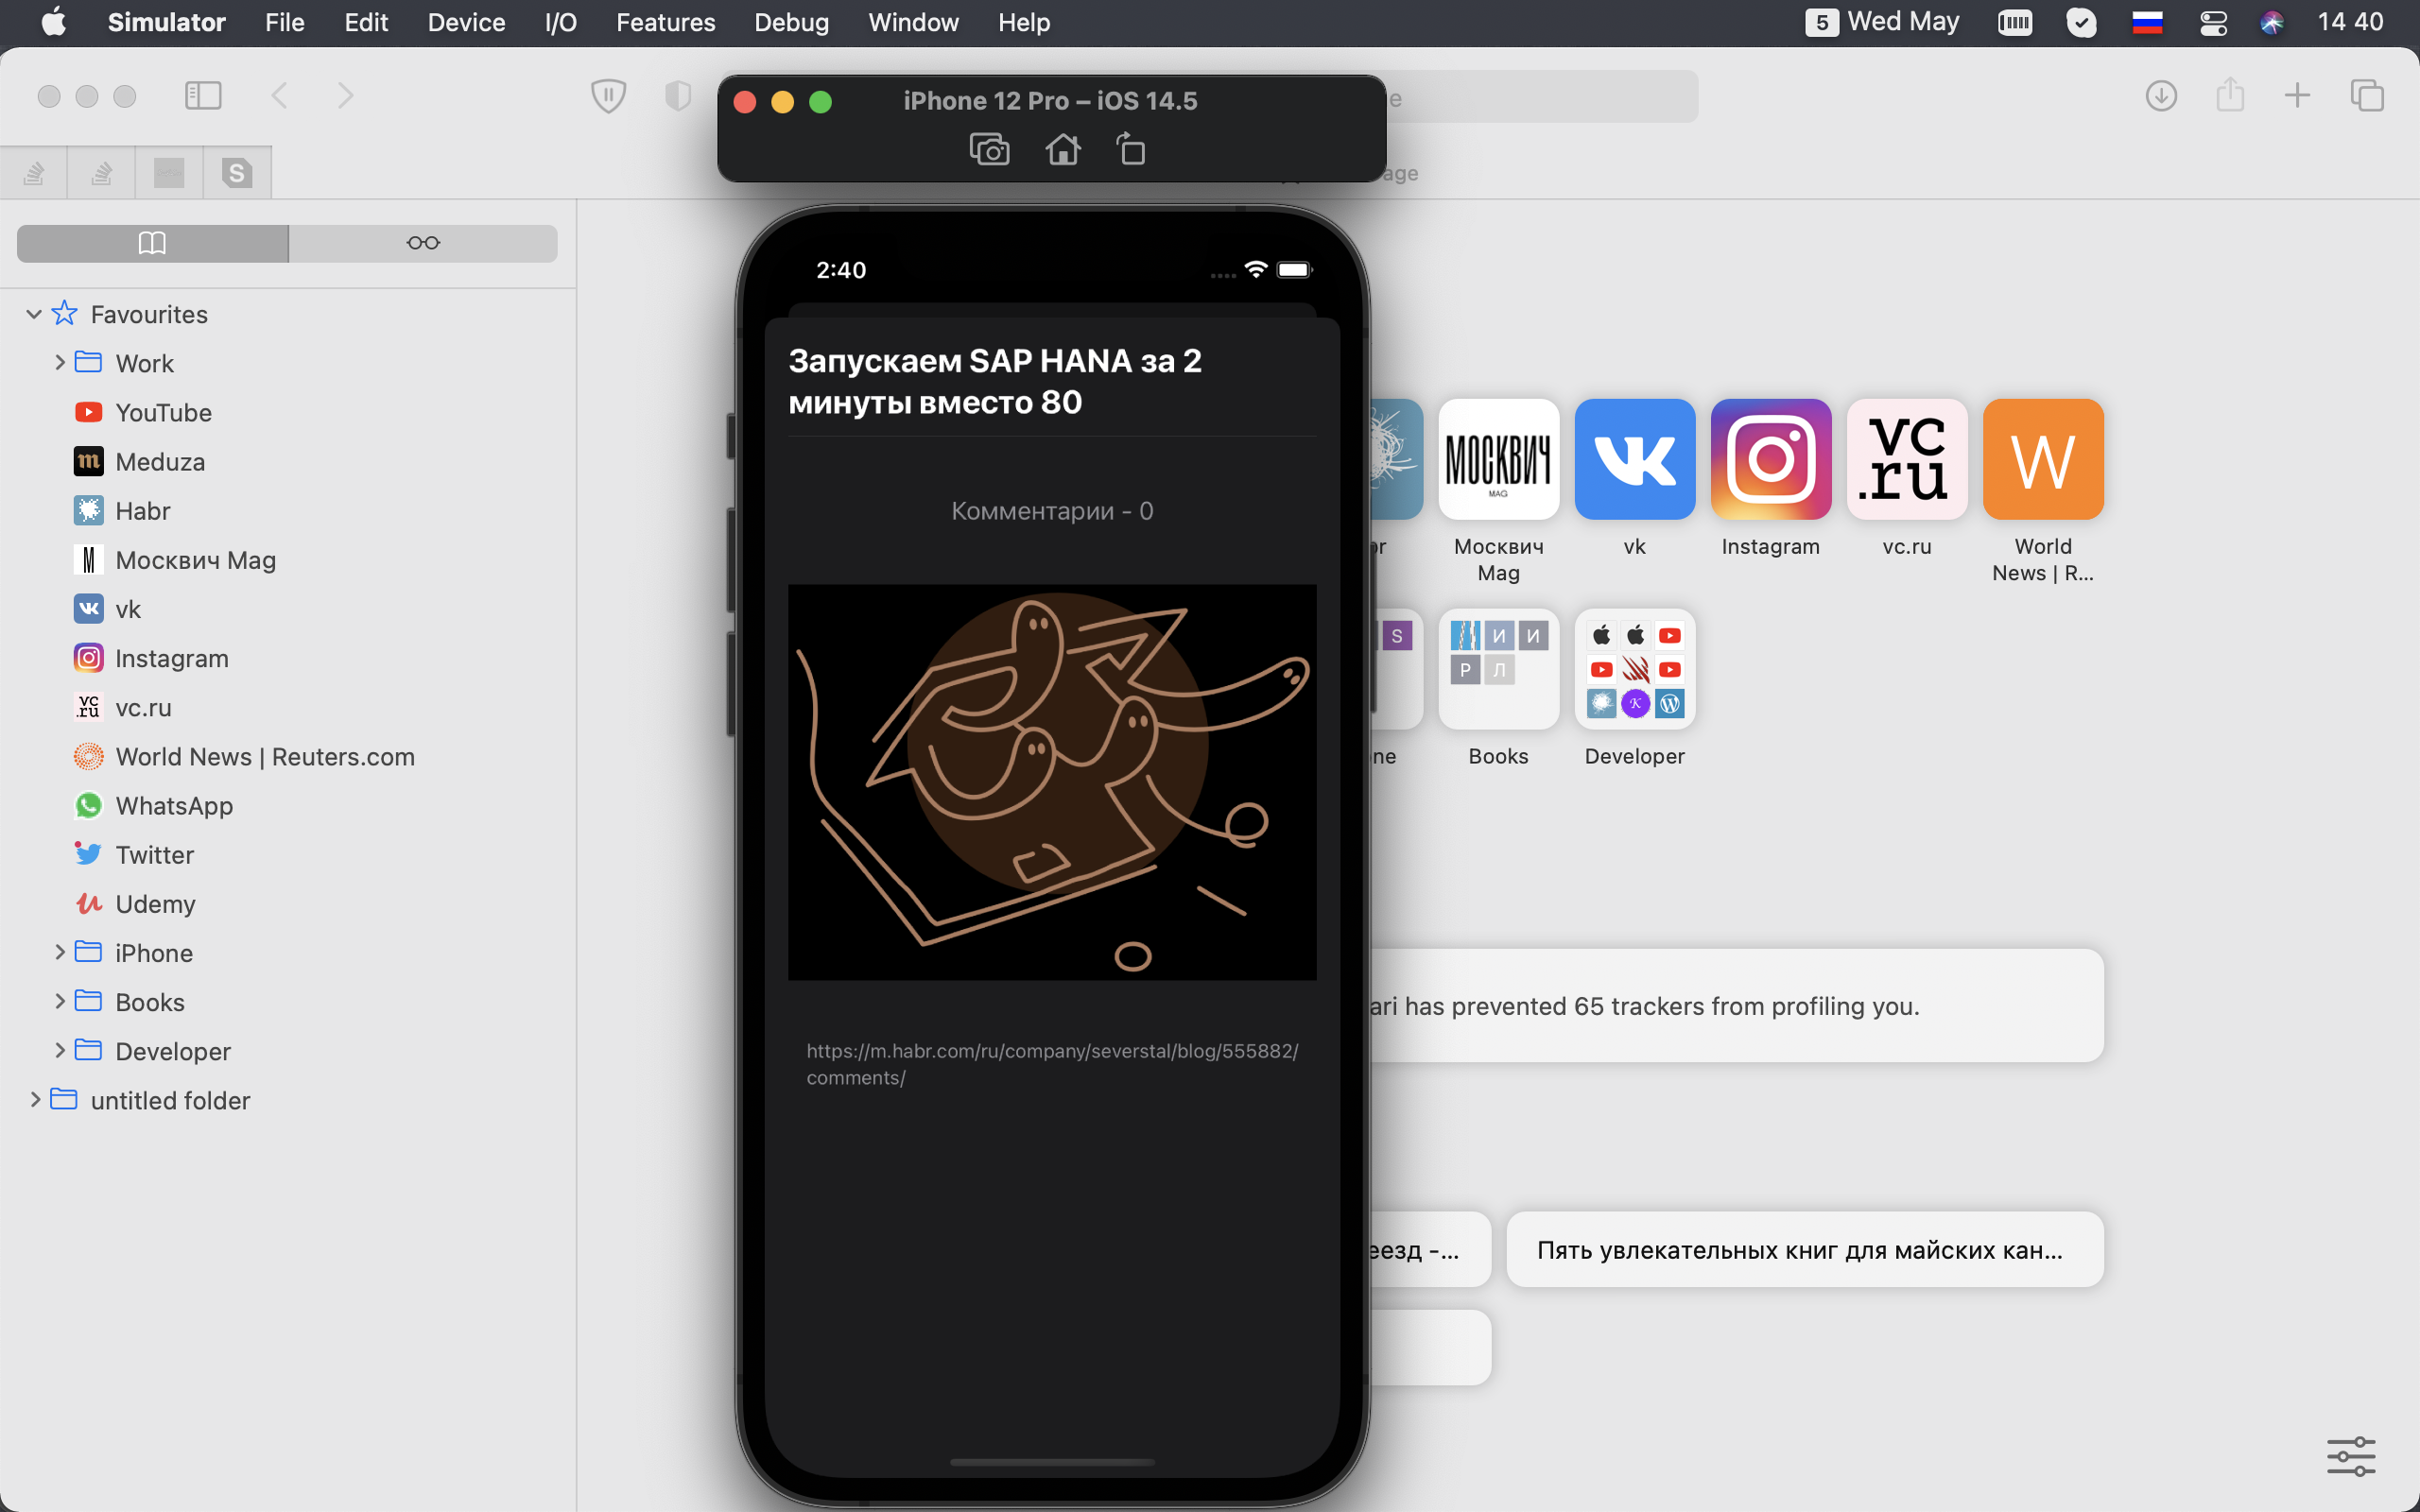 Simulator File Edit Device I/O Features Debug Window Help
5 Wed May
14 40
iPhone 12 Pro – iOS 14.5
S
2:40
Запускаем SAP HANA за 2
минуты вместо 80
Комментарии - 0
https://m.habr.com/ru/company/severstal/blog/555882/
comments/
Favourites
Work
YouTube
m Meduza
Habr
M Москвич Mag
vk
Instagram
vc.ru vc.ru
World News | Reuters.com
WhatsApp
Twitter
Udemy
iPhone
Books
Developer
untitled folder
МОСКВИЧ
MAG
vc
.ru
W
Москвич
Mag
vk
Instagram
vc.ru
World
News | R...
S
И И
Р Л
K
Books
Developer
ari has prevented 65 trackers from profiling you.
еезд -...
Пять увлекательных книг для майских кан...